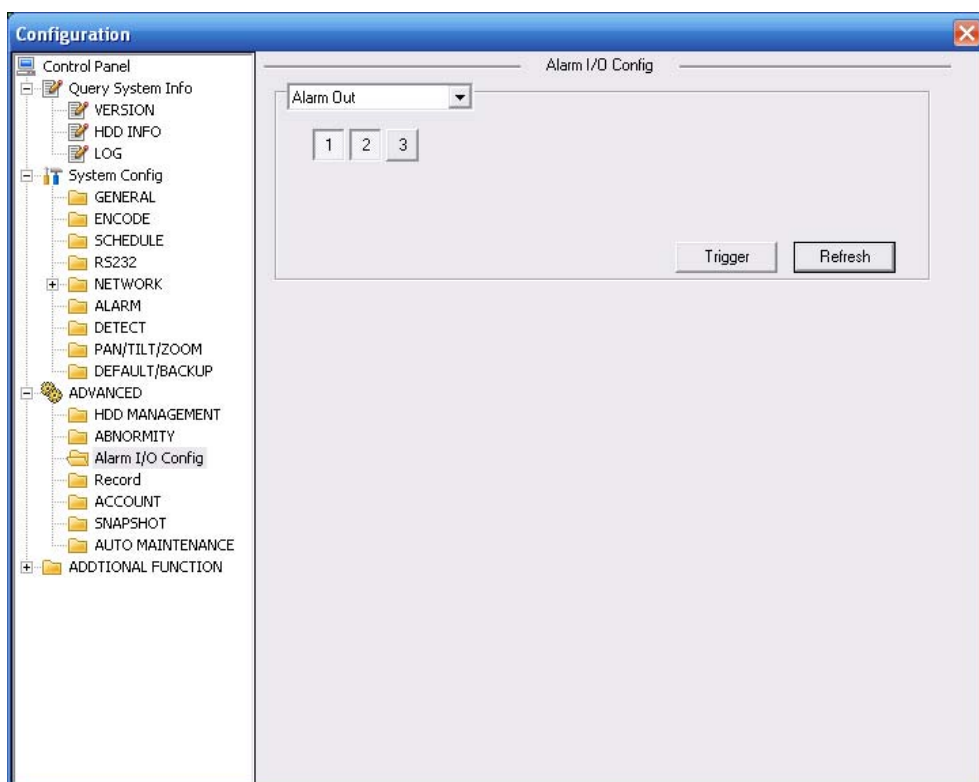 Configuration
Control Panel
Query System Info
VERSION
HDD INFO
LOG
System Config
GENERAL
ENCODE
SCHEDULE
RS232
NETWORK
ALARM
DETECT
PAN/TILT/ZOOM
DEFAULT/BACKUP
ADVANCED
HDD MANAGEMENT
ABNORMITY
Alarm I/O Config
Record
ACCOUNT
SNAPSHOT
AUTO MAINTENANCE
ADDTIONAL FUNCTION
Alarm I/O Config
Alarm Out
1 2 3
Trigger Refresh